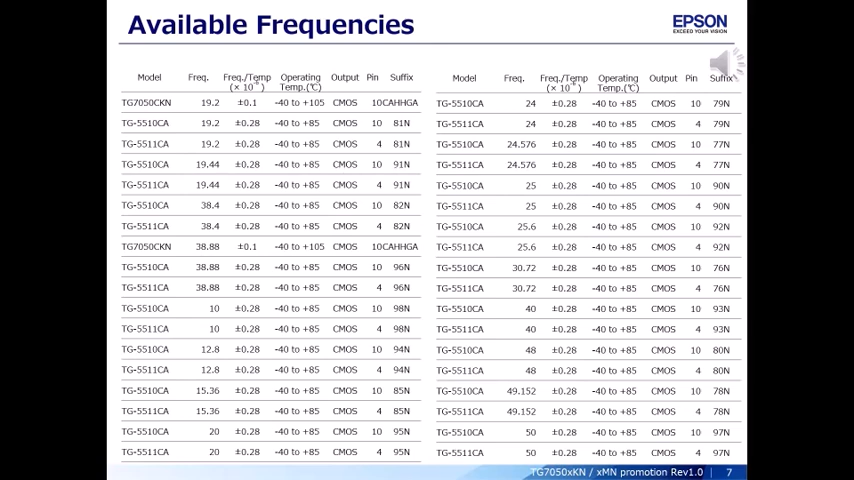 Available Frequencies
EPSON
EXCEED YOUR VISION
Model Freq. Freq./Temp (× 10⁻⁶) Operating Temp.(℃) Output Pin Suffix
TG7050CKN 19.2 ±0.1 -40 to +105 CMOS 10 CAHHGA
TG-5510CA 19.2 ±0.28 -40 to +85 CMOS 10 81N
TG-5511CA 19.2 ±0.28 -40 to +85 CMOS 4 81N
TG-5510CA 19.44 ±0.28 -40 to +85 CMOS 10 91N
TG-5511CA 19.44 ±0.28 -40 to +85 CMOS 4 91N
TG-5510CA 38.4 ±0.28 -40 to +85 CMOS 10 82N
TG-5511CA 38.4 ±0.28 -40 to +85 CMOS 4 82N
TG7050CKN 38.88 ±0.1 -40 to +105 CMOS 10 CAHHGA
TG-5510CA 38.88 ±0.28 -40 to +85 CMOS 10 96N
TG-5511CA 38.88 ±0.28 -40 to +85 CMOS 4 96N
TG-5510CA 10 ±0.28 -40 to +85 CMOS 10 98N
TG-5511CA 10 ±0.28 -40 to +85 CMOS 4 98N
TG-5510CA 12.8 ±0.28 -40 to +85 CMOS 10 94N
TG-5511CA 12.8 ±0.28 -40 to +85 CMOS 4 94N
TG-5510CA 15.36 ±0.28 -40 to +85 CMOS 10 85N
TG-5511CA 15.36 ±0.28 -40 to +85 CMOS 4 85N
TG-5510CA 20 ±0.28 -40 to +85 CMOS 10 95N
TG-5511CA 20 ±0.28 -40 to +85 CMOS 4 95N
Model Freq. Freq./Temp (× 10⁻⁶) Operating Temp.(℃) Output Pin Suffix
TG-5510CA 24 ±0.28 -40 to +85 CMOS 10 79N
TG-5511CA 24 ±0.28 -40 to +85 CMOS 4 79N
TG-5510CA 24.576 ±0.28 -40 to +85 CMOS 10 77N
TG-5511CA 24.576 ±0.28 -40 to +85 CMOS 4 77N
TG-5510CA 25 ±0.28 -40 to +85 CMOS 10 90N
TG-5511CA 25 ±0.28 -40 to +85 CMOS 4 90N
TG-5510CA 25.6 ±0.28 -40 to +85 CMOS 10 92N
TG-5511CA 25.6 ±0.28 -40 to +85 CMOS 4 92N
TG-5510CA 30.72 ±0.28 -40 to +85 CMOS 10 76N
TG-5511CA 30.72 ±0.28 -40 to +85 CMOS 4 76N
TG-5510CA 40 ±0.28 -40 to +85 CMOS 10 93N
TG-5511CA 40 ±0.28 -40 to +85 CMOS 4 93N
TG-5510CA 48 ±0.28 -40 to +85 CMOS 10 80N
TG-5511CA 48 ±0.28 -40 to +85 CMOS 4 80N
TG-5510CA 49.152 ±0.28 -40 to +85 CMOS 10 78N
TG-5511CA 49.152 ±0.28 -40 to +85 CMOS 4 78N
TG-5510CA 50 ±0.28 -40 to +85 CMOS 10 97N
TG-5511CA 50 ±0.28 -40 to +85 CMOS 4 97N
TG7050xKN / xMN promotion Rev1.0 7